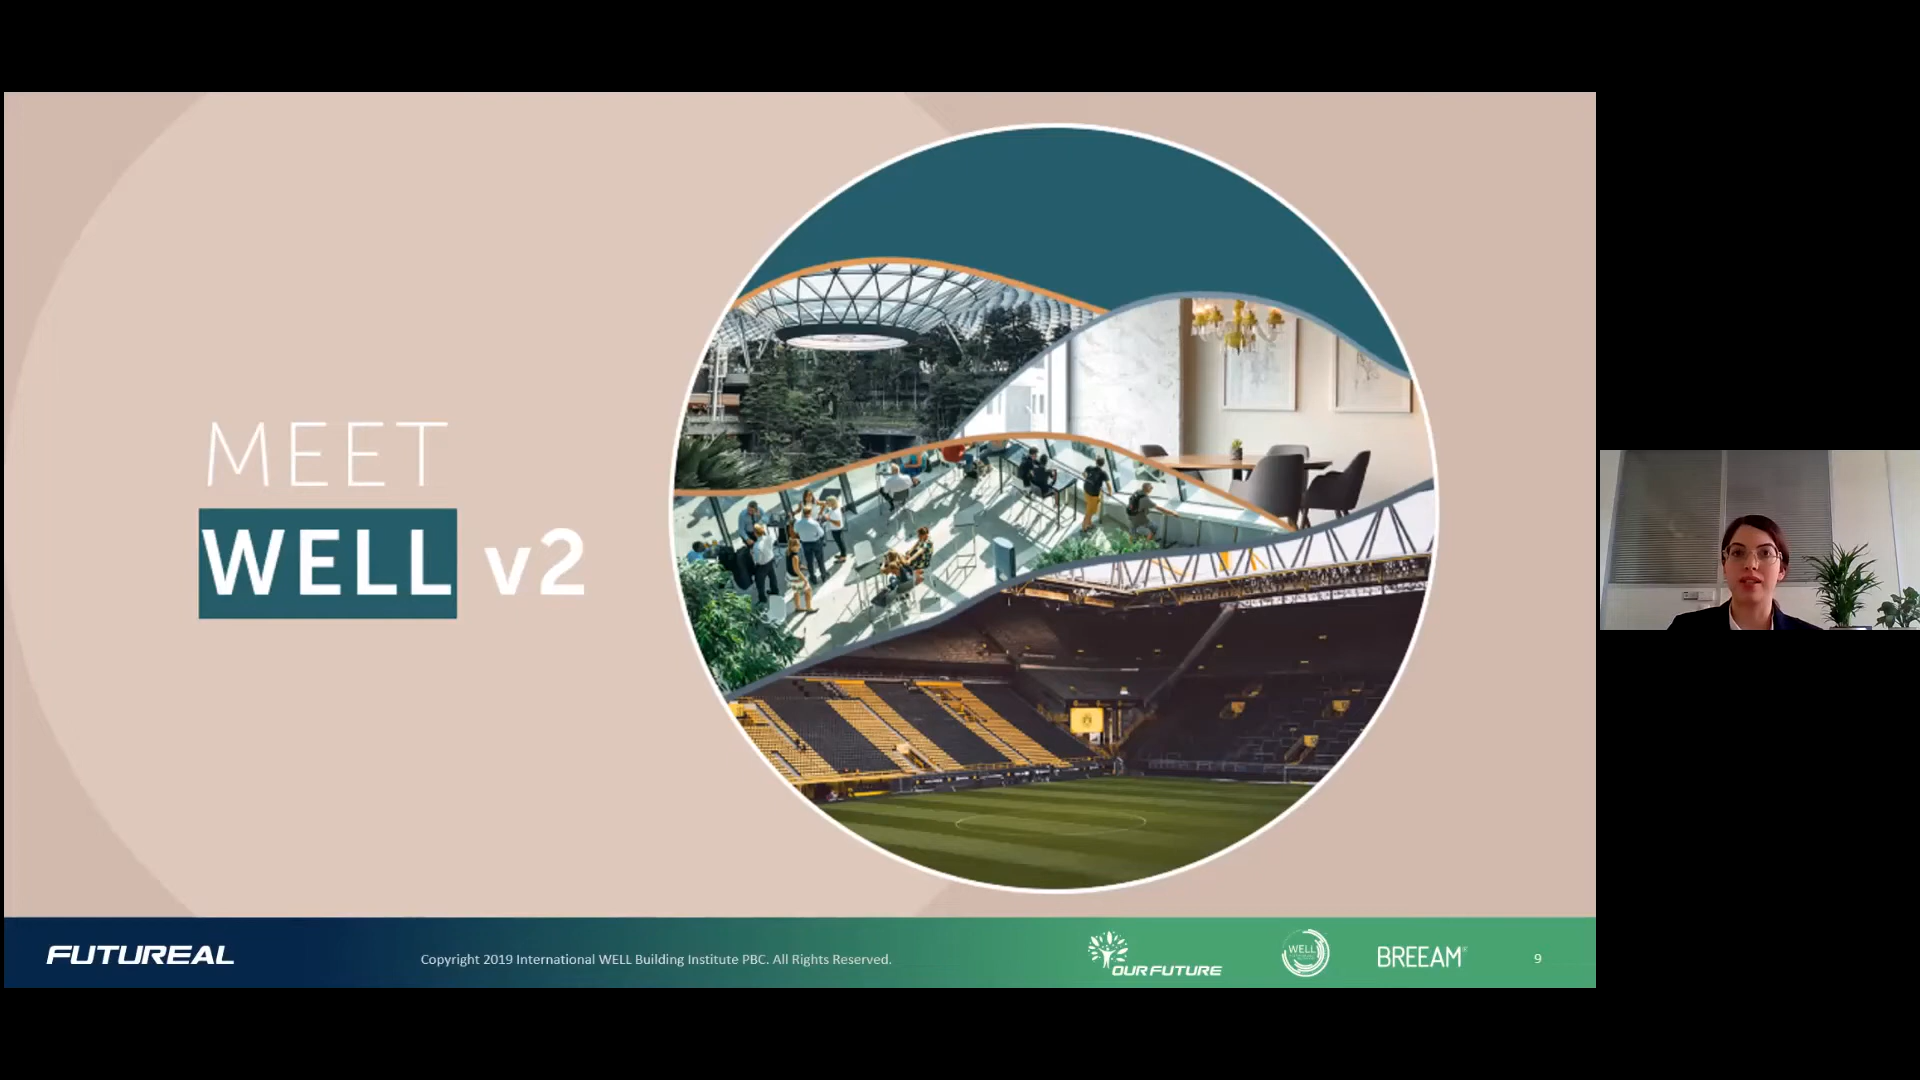 MEET
WELL v2
FUTUREAL
Copyright 2019 International WELL Building Institute PBC. All Rights Reserved.
OUR FUTURE
WELL
BREEAM®
9